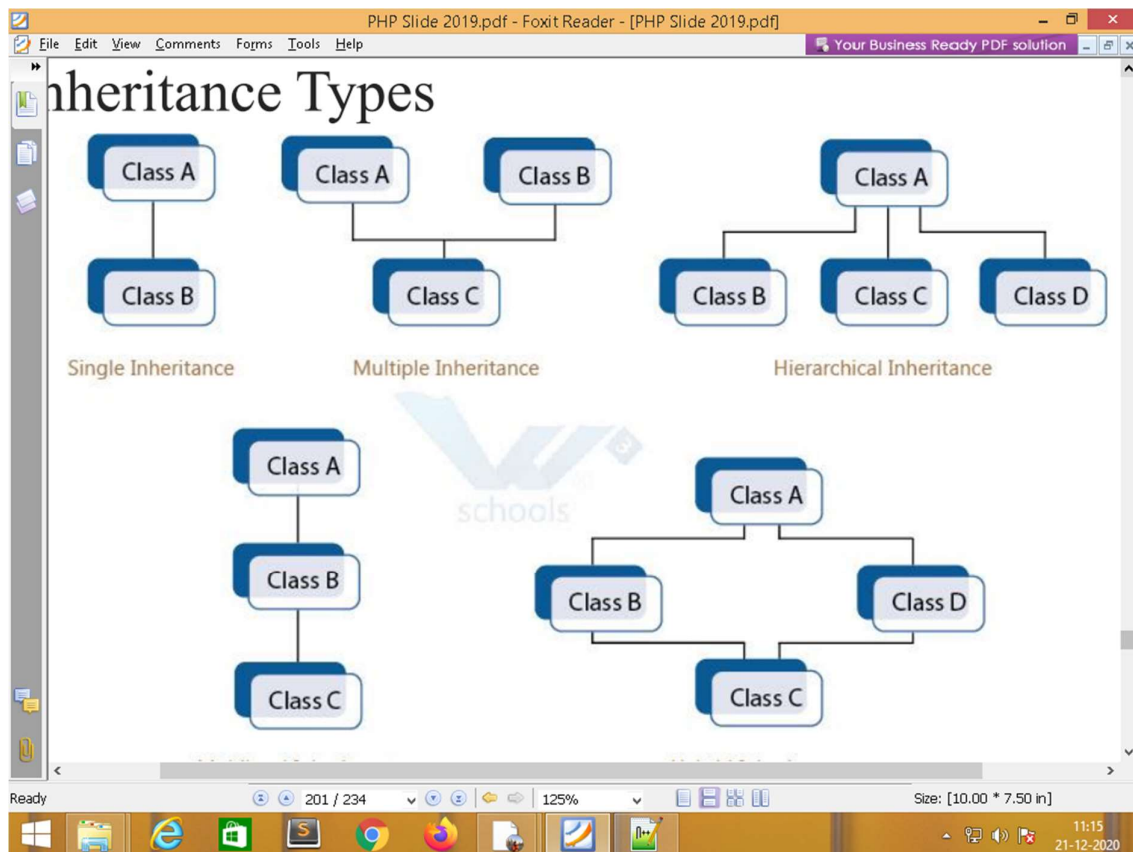 PHP Slide 2019.pdf - Foxit Reader - [PHP Slide 2019.pdf]
File Edit View Comments Forms Tools Help
Your Business Ready PDF solution
nheritance Types
Class A
Class B
Single Inheritance
Class A Class B
Class C
Multiple Inheritance
Class A
Class B Class C Class D
Hierarchical Inheritance
schools
Class A
Class B
Class C
Class A
Class B Class D
Class C
Ready
201 / 234
125%
Size: [10.00 * 7.50 in]
11:15
21-12-2020